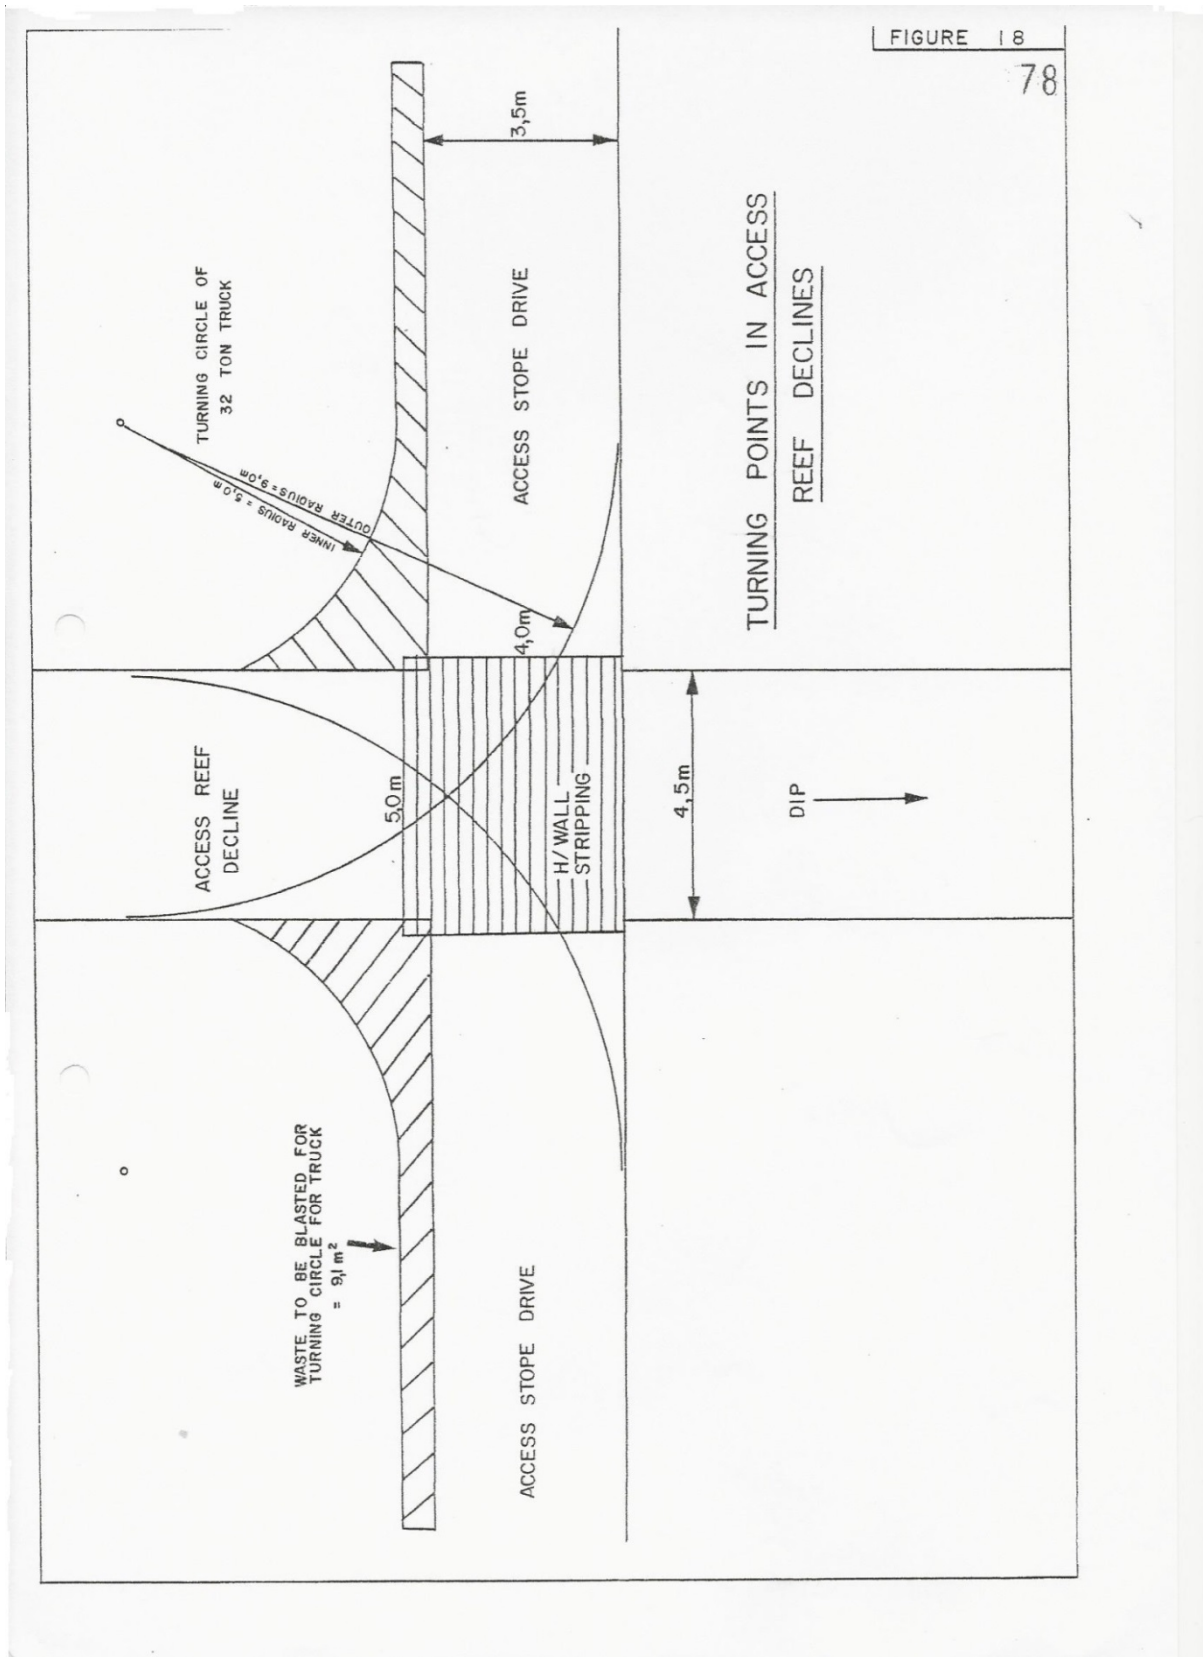 FIGURE 18
78
3,5m
TURNING CIRCLE OF
32 TON TRUCK
INNER RADIUS = 5,0m
OUTER RADIUS = 9,0m
ACCESS STOPE DRIVE
TURNING POINTS IN ACCESS
REEF DECLINES
4,0m
ACCESS REEF
DECLINE
5,0m
H/WALL
STRIPPING
4,5m
DIP
WASTE TO BE BLASTED FOR
TURNING CIRCLE FOR TRUCK
= 9,1m²
ACCESS STOPE DRIVE